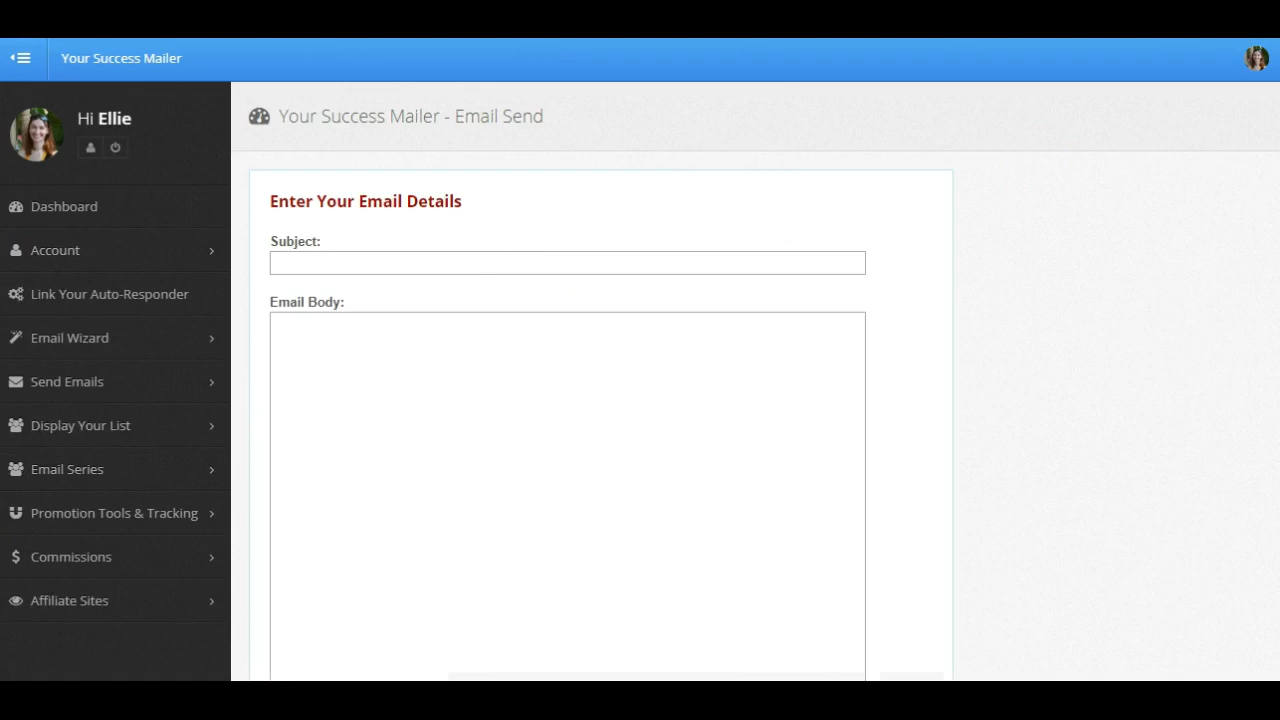 Your Success Mailer
Hi Ellie
Dashboard
Account
Link Your Auto-Responder
Email Wizard
Send Emails
Display Your List
Email Series
Promotion Tools & Tracking
Commissions
Affiliate Sites
Your Success Mailer - Email Send
Enter Your Email Details
Subject:
Email Body: